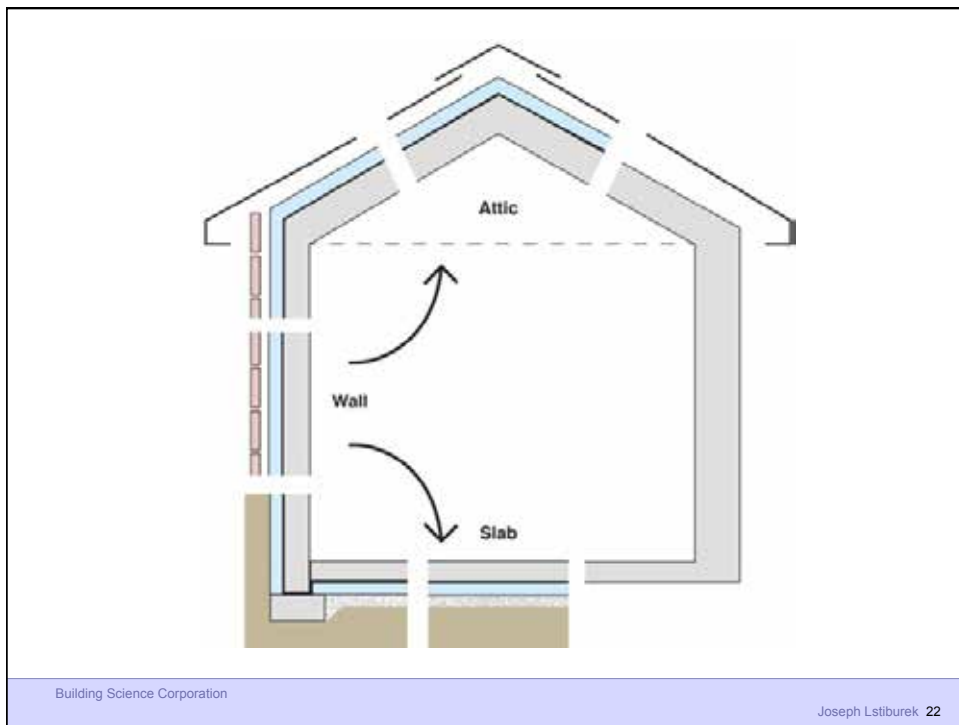 Attic
Wall
Slab
Building Science Corporation
Joseph Lstiburek 22